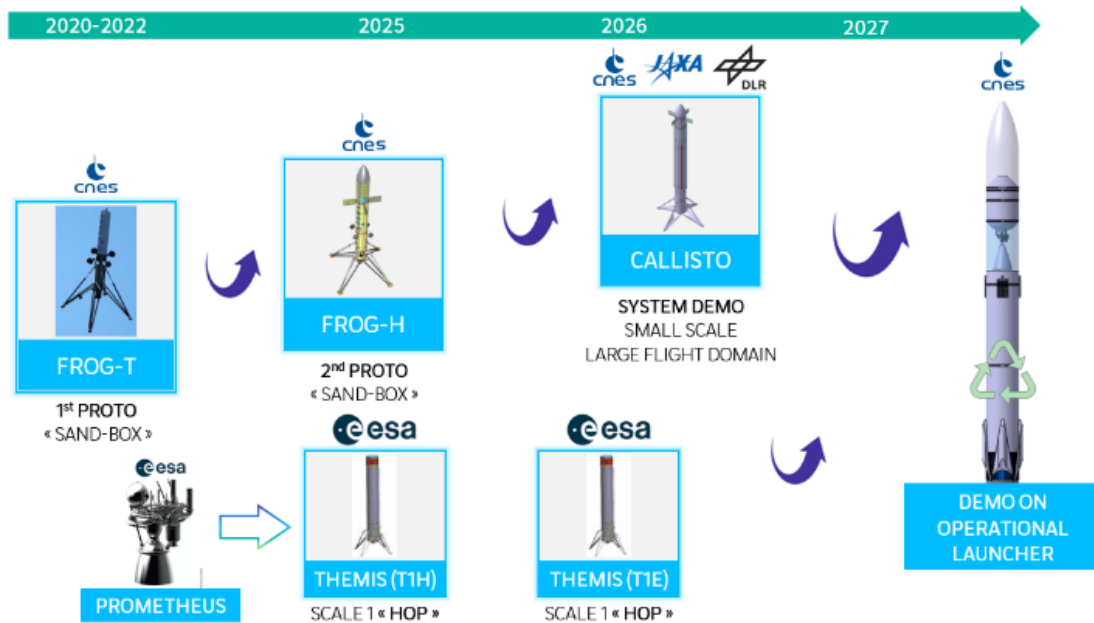 2020-2022
2025
2026
2027
cnes
FROG-T
1st PROTO
« SAND-BOX »
cnes
FROG-H
2nd PROTO
« SAND-BOX »
cnes JAXA DLR
CALLISTO
SYSTEM DEMO
SMALL SCALE
LARGE FLIGHT DOMAIN
cnes
DEMO ON
OPERATIONAL
LAUNCHER
esa
PROMETHEUS
esa
THEMIS (T1H)
SCALE 1 « HOP »
esa
THEMIS (T1E)
SCALE 1 « HOP »